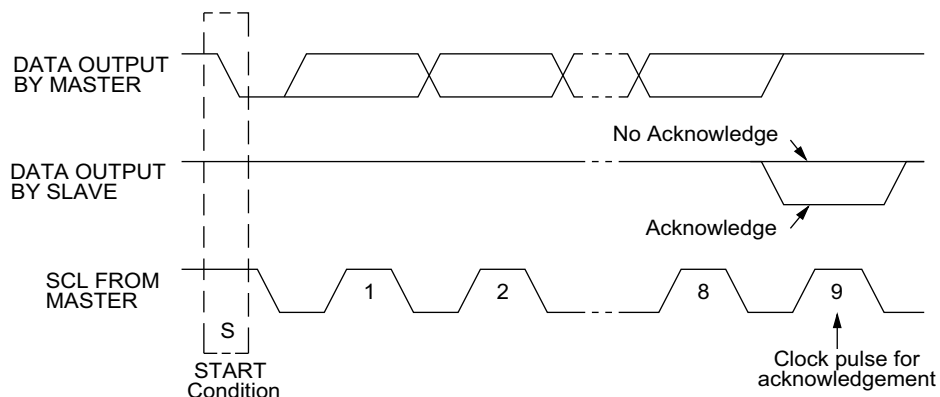 DATA OUTPUT
BY MASTER
No Acknowledge
DATA OUTPUT
BY SLAVE
Acknowledge
SCL FROM
MASTER
1
2
8
9
S
START
Condition
Clock pulse for
acknowledgement